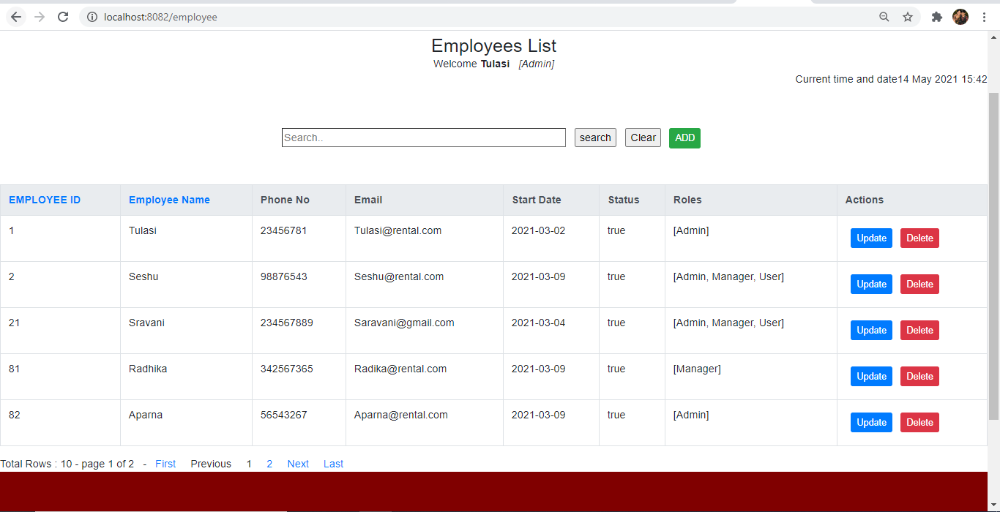 localhost:8082/employee
Employees List
Welcome Tulasi [Admin]
Current time and date14 May 2021 15:42
Search.. search Clear ADD
EMPLOYEE ID Employee Name Phone No Email Start Date Status Roles Actions
1 Tulasi 23456781 Tulasi@rental.com 2021-03-02 true [Admin] Update Delete
2 Seshu 98876543 Seshu@rental.com 2021-03-09 true [Admin, Manager, User] Update Delete
21 Sravani 234567889 Saravani@gmail.com 2021-03-04 true [Admin, Manager, User] Update Delete
81 Radhika 342567365 Radika@rental.com 2021-03-09 true [Manager] Update Delete
82 Aparna 56543267 Aparna@rental.com 2021-03-09 true [Admin] Update Delete
Total Rows : 10 - page 1 of 2 - First Previous 1 2 Next Last